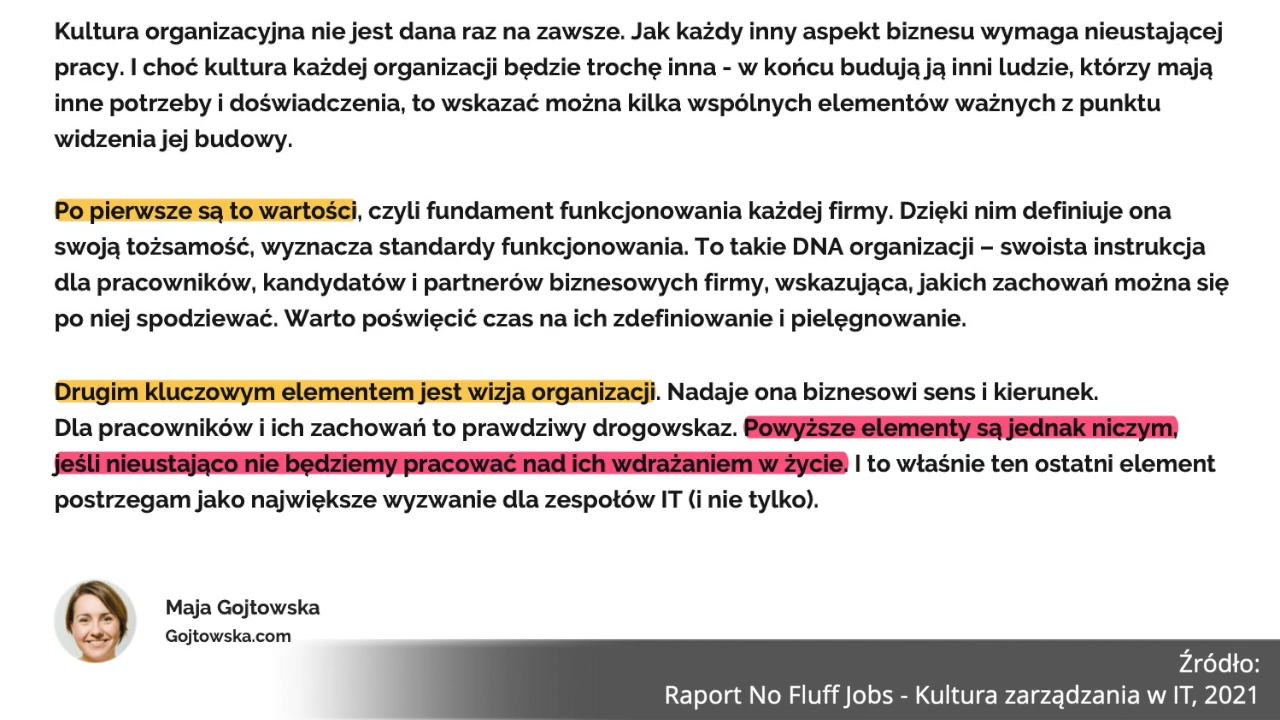 Kultura organizacyjna nie jest dana raz na zawsze. Jak każdy inny aspekt biznesu wymaga nieustającej
pracy. I choć kultura każdej organizacji będzie trochę inna - w końcu budują ją inni ludzie, którzy mają
inne potrzeby i doświadczenia, to wskazać można kilka wspólnych elementów ważnych z punktu
widzenia jej budowy.
Po pierwsze są to wartości, czyli fundament funkcjonowania każdej firmy. Dzięki nim definiuje ona
swoją tożsamość, wyznacza standardy funkcjonowania. To takie DNA organizacji – swoista instrukcja
dla pracowników, kandydatów i partnerów biznesowych firmy, wskazująca, jakich zachowań można się
po niej spodziewać. Warto poświęcić czas na ich zdefiniowanie i pielęgnowanie.
Drugim kluczowym elementem jest wizja organizacji. Nadaje ona biznesowi sens i kierunek.
Dla pracowników i ich zachowań to prawdziwy drogowskaz. Powyższe elementy są jednak niczym,
jeśli nieustająco nie będziemy pracować nad ich wdrażaniem w życie. I to właśnie ten ostatni element
postrzegam jako największe wyzwanie dla zespołów IT (i nie tylko).
Maja Gojtowska
Gojtowska.com
Źródło:
Raport No Fluff Jobs - Kultura zarządzania w IT, 2021